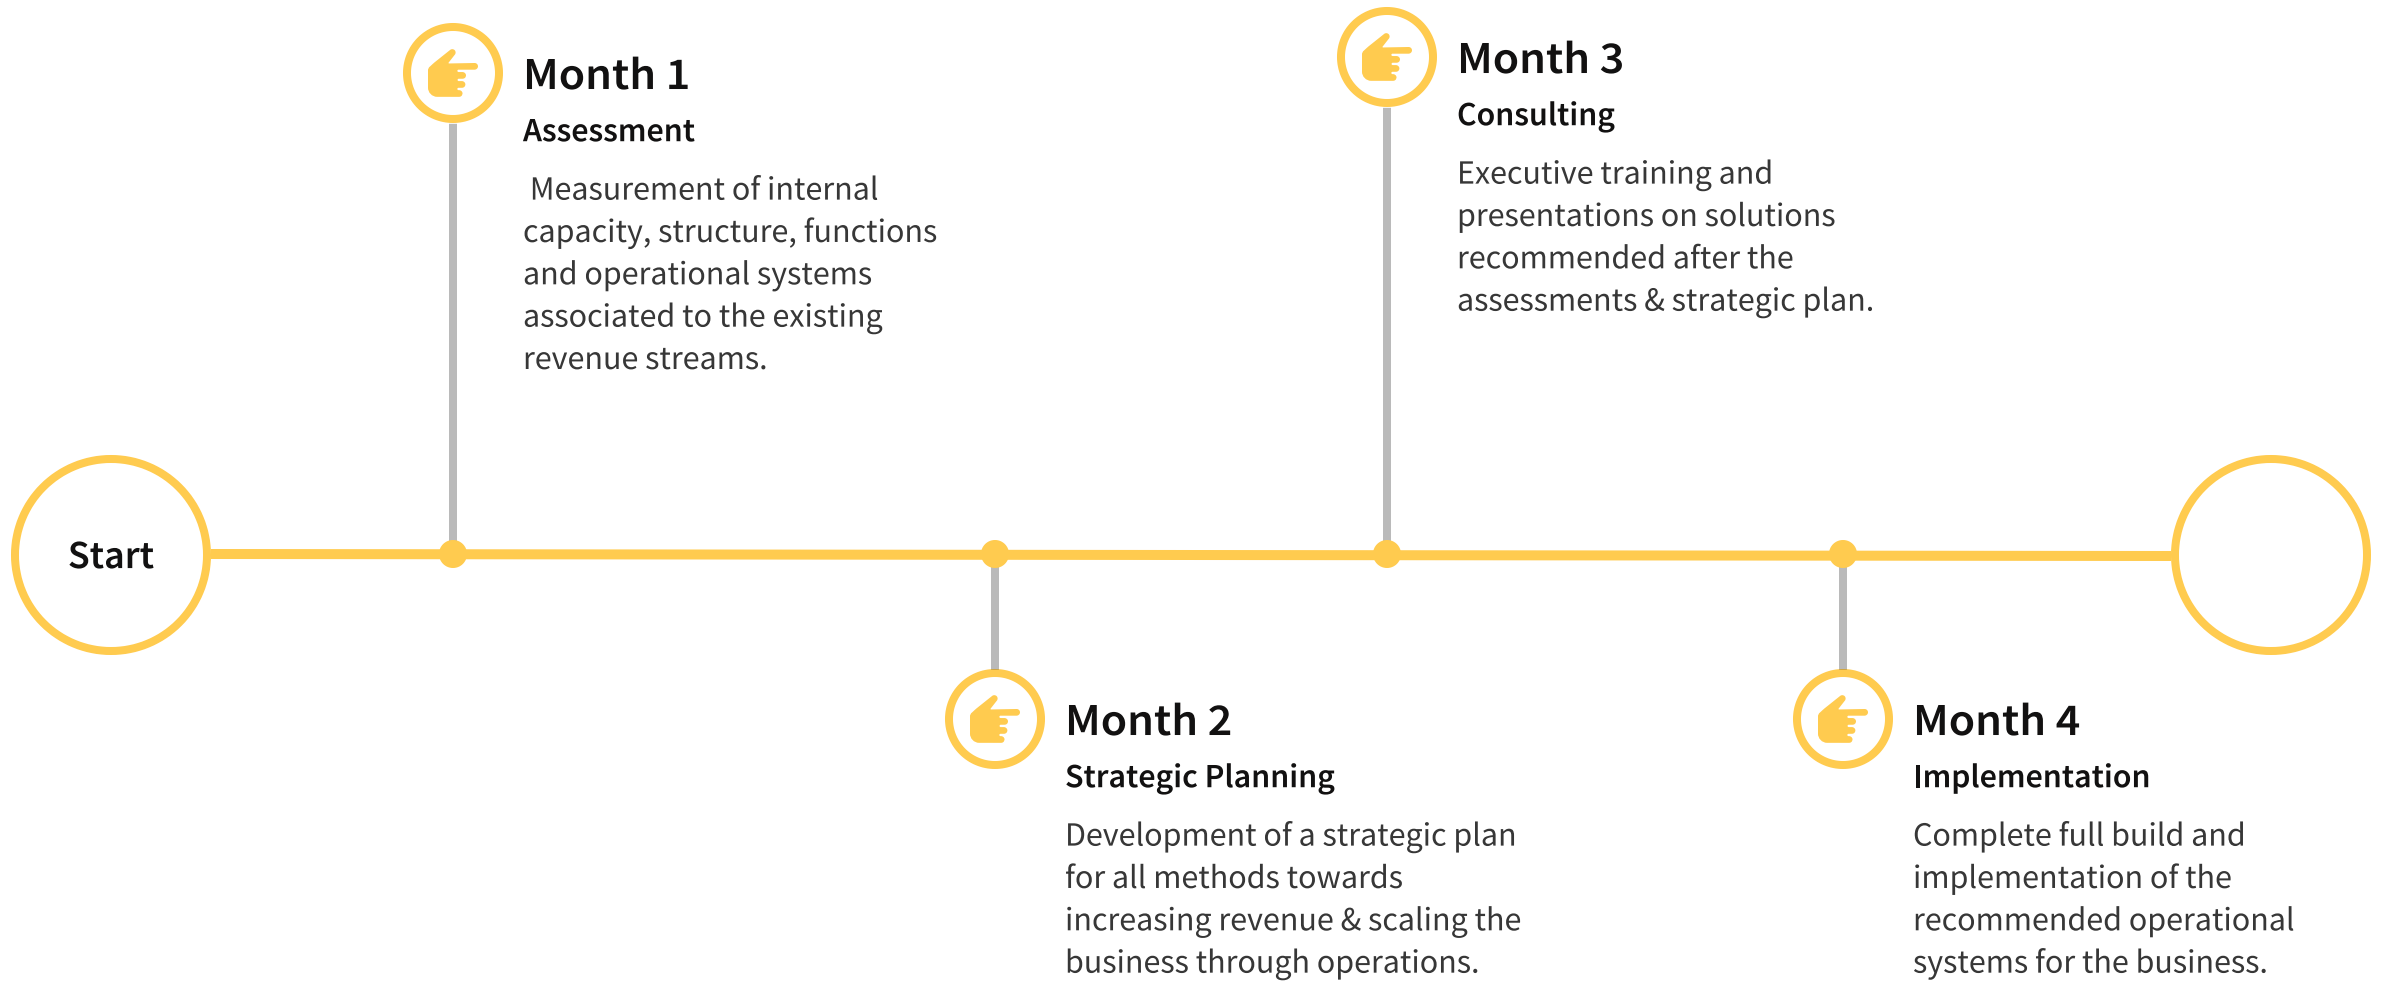 Start
Month 1
Assessment
Measurement of internal
capacity, structure, functions
and operational systems
associated to the existing
revenue streams.
Month 2
Strategic Planning
Development of a strategic plan
for all methods towards
increasing revenue & scaling the
business through operations.
Month 3
Consulting
Executive training and
presentations on solutions
recommended after the
assessments & strategic plan.
Month 4
Implementation
Complete full build and
implementation of the
recommended operational
systems for the business.